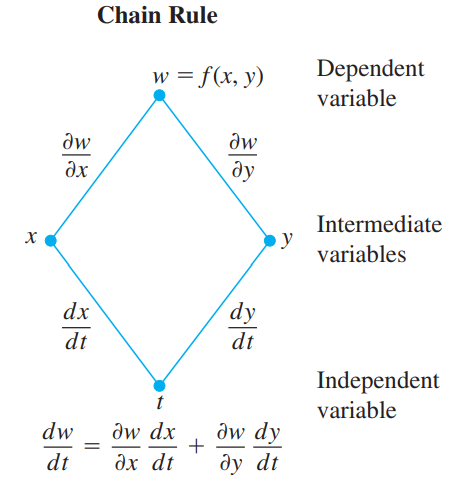 Chain Rule
w = f(x, y)
Dependent
variable
∂w/∂x
∂w/∂y
x
y
Intermediate
variables
dx/dt
dy/dt
t
Independent
variable
dw/dt = ∂w/∂x dx/dt + ∂w/∂y dy/dt